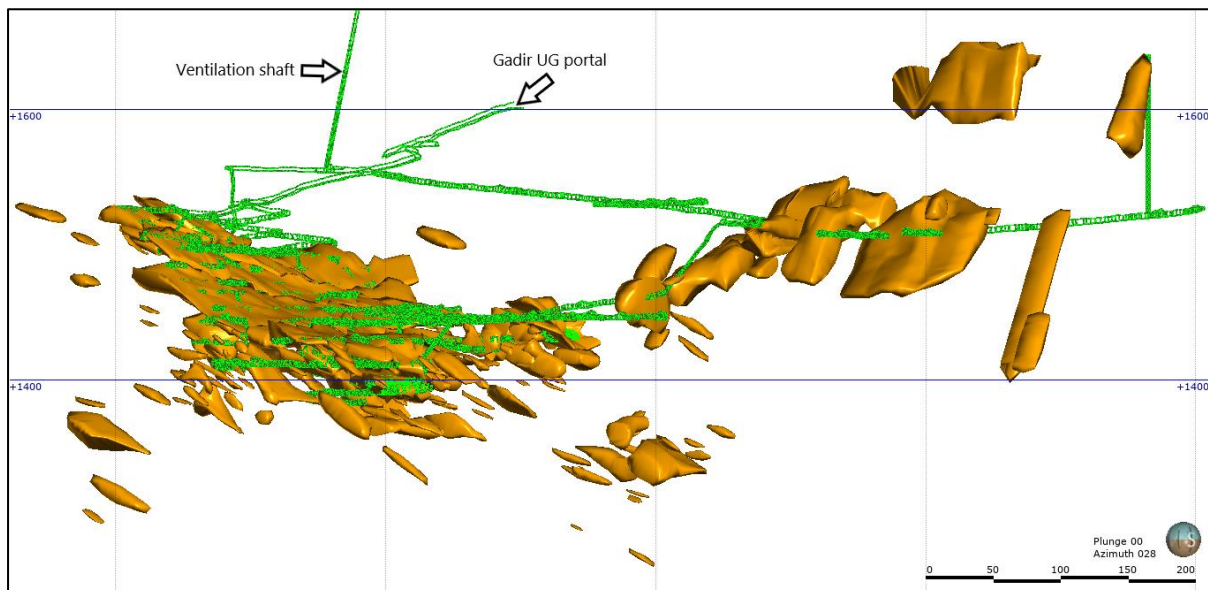 Ventilation shaft
Gadir UG portal
+1600
+1600
+1400
+1400
Plunge 00
Azimuth 028
S
0 50 100 150 200